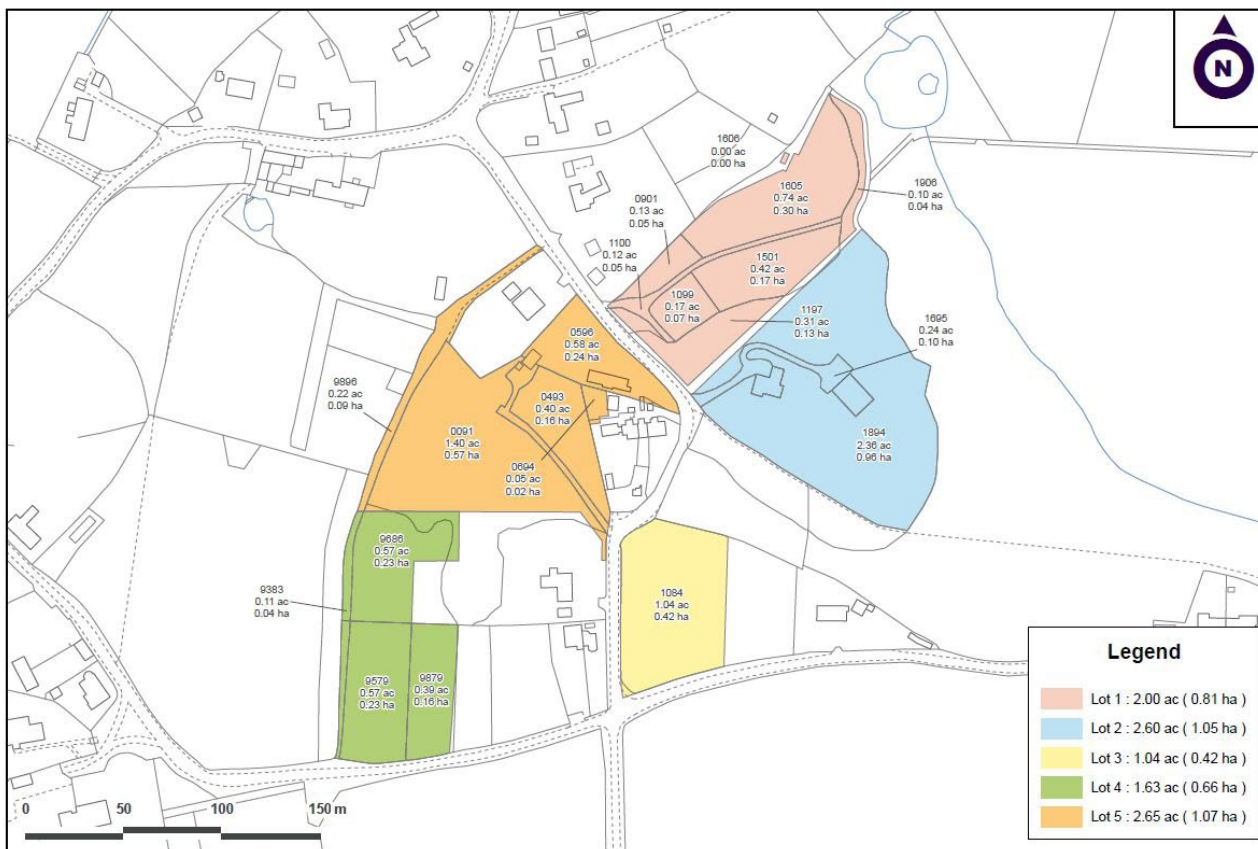 N
1606
0.00 ac
0.00 ha
1605
0.74 ac
0.30 ha
1906
0.10 ac
0.04 ha
0901
0.13 ac
0.05 ha
1100
0.12 ac
0.05 ha
1501
0.42 ac
0.17 ha
1099
0.17 ac
0.07 ha
1197
0.31 ac
0.13 ha
1695
0.24 ac
0.10 ha
0596
0.58 ac
0.24 ha
9896
0.22 ac
0.09 ha
0493
0.40 ac
0.16 ha
0091
1.40 ac
0.57 ha
1894
2.36 ac
0.96 ha
0694
0.05 ac
0.02 ha
9686
0.57 ac
0.23 ha
9383
0.11 ac
0.04 ha
1084
1.04 ac
0.42 ha
9579
0.57 ac
0.23 ha
9879
0.39 ac
0.16 ha
Legend
Lot 1 : 2.00 ac ( 0.81 ha )
Lot 2 : 2.60 ac ( 1.05 ha )
Lot 3 : 1.04 ac ( 0.42 ha )
Lot 4 : 1.63 ac ( 0.66 ha )
Lot 5 : 2.65 ac ( 1.07 ha )
0 50 100 150 m